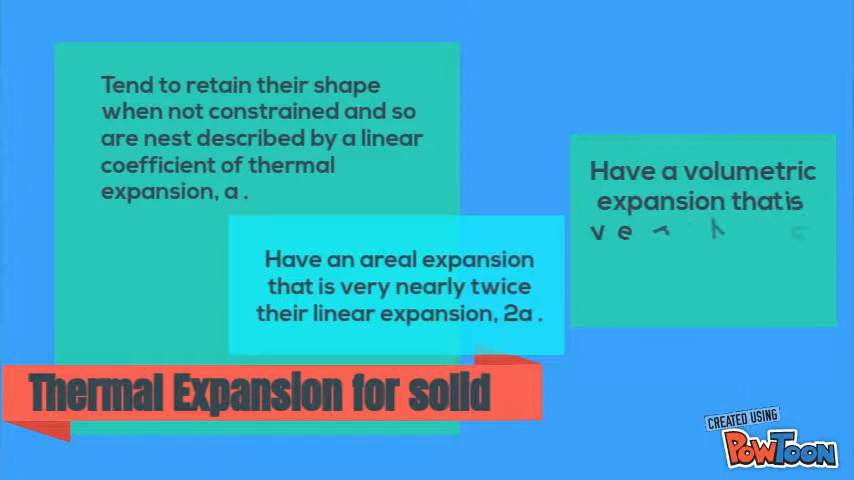 Tend to retain their shape
when not constrained and so
are nest described by a linear
coefficient of thermal
expansion, a .
Have an areal expansion
that is very nearly twice
their linear expansion, 2a .
Have a volumetric
expansion that is
Thermal Expansion for solid
CREATED USING
POWTOON